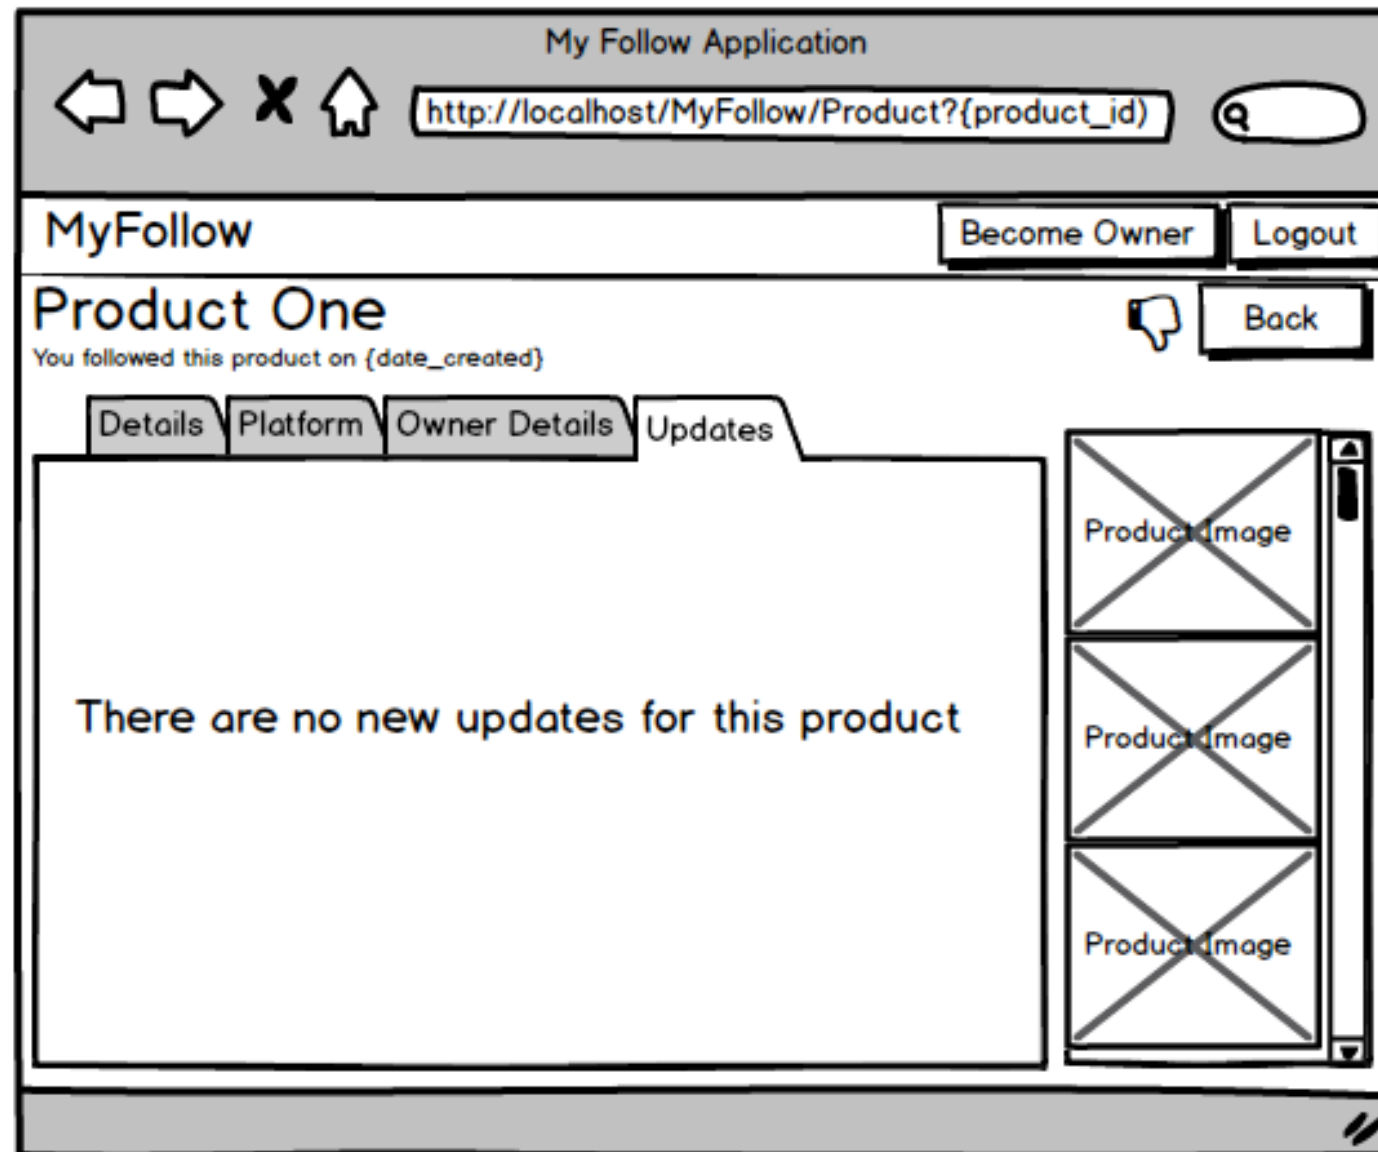 My Follow Application
http://localhost/MyFollow/Product?{product_id)
MyFollow
Become Owner
Logout
Product One
Back
You followed this product on {date_created}
Details
Platform
Owner Details
Updates
There are no new updates for this product
Product Image
Product Image
Product Image